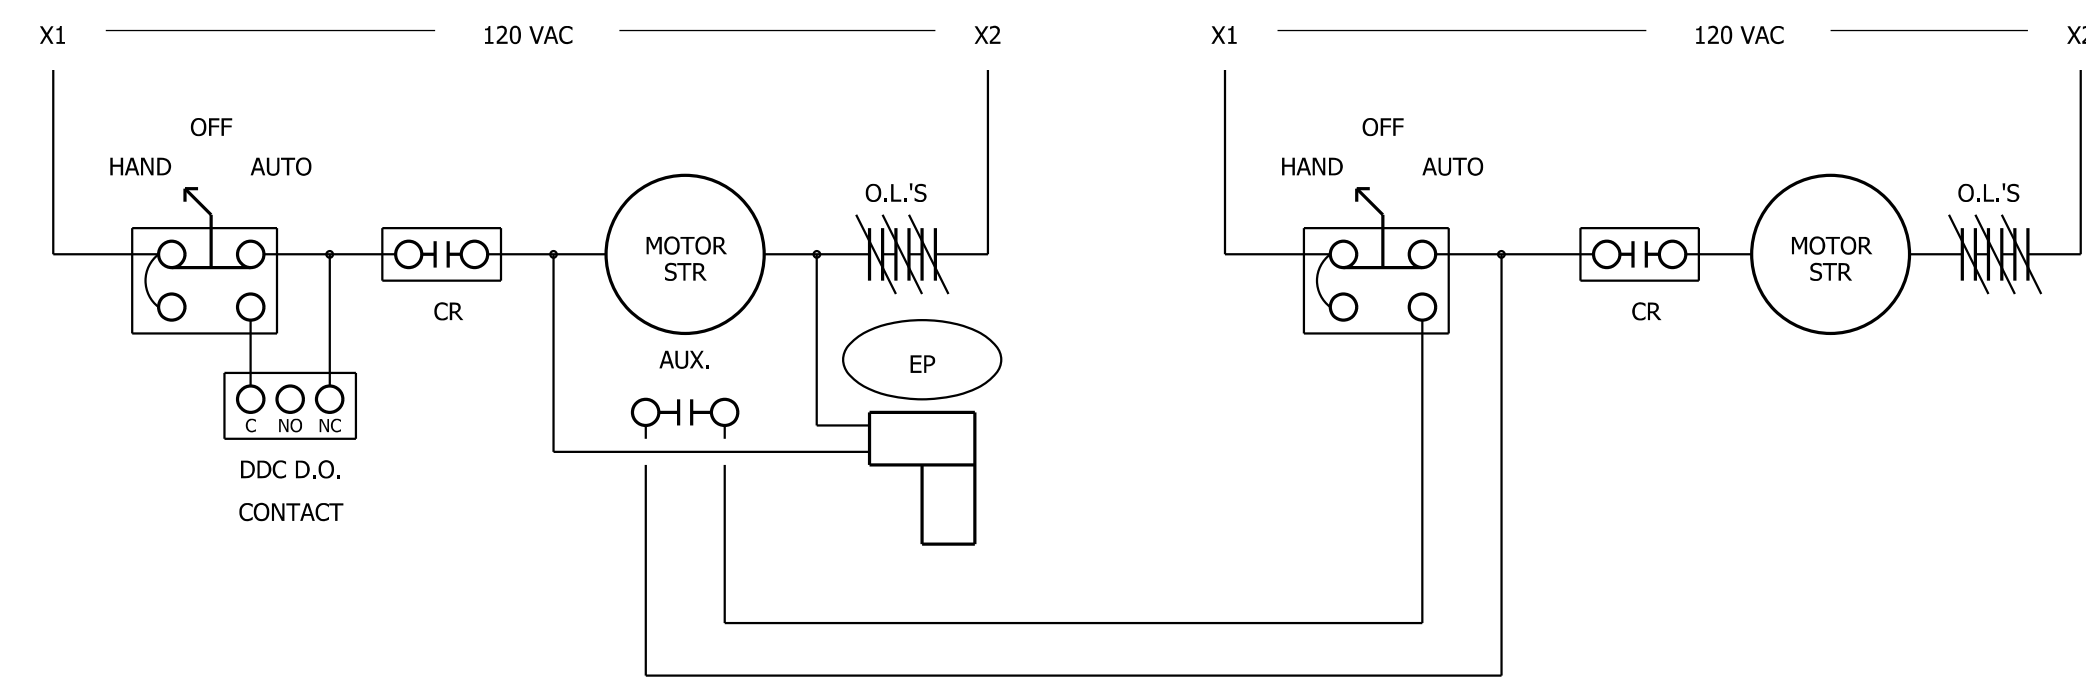 X1 120 VAC X2
OFF
HAND AUTO
O.L.'S
MOTOR
STR
CR
AUX.
EP
C NO NC
DDC D.O.
CONTACT
X1 120 VAC X2
OFF
HAND AUTO
O.L.'S
MOTOR
STR
CR